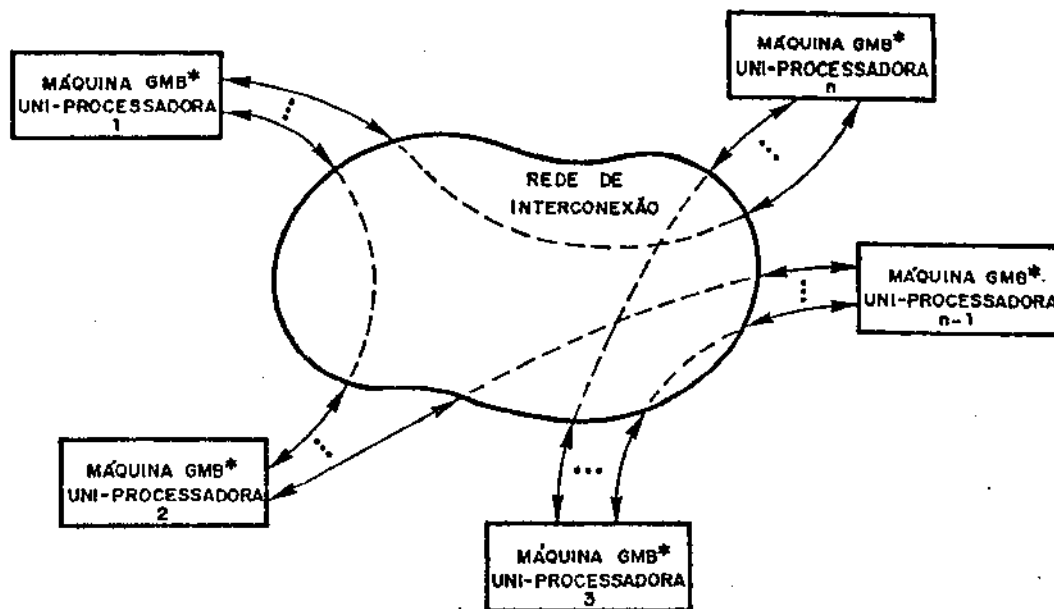 MÁQUINA GMB*
UNI-PROCESSADORA
1
MÁQUINA GMB*
UNI-PROCESSADORA
n
REDE DE
INTERCONEXÃO
MÁQUINA GMB*
UNI-PROCESSADORA
n-1
MÁQUINA GMB*
UNI-PROCESSADORA
2
MÁQUINA GMB*
UNI-PROCESSADORA
3